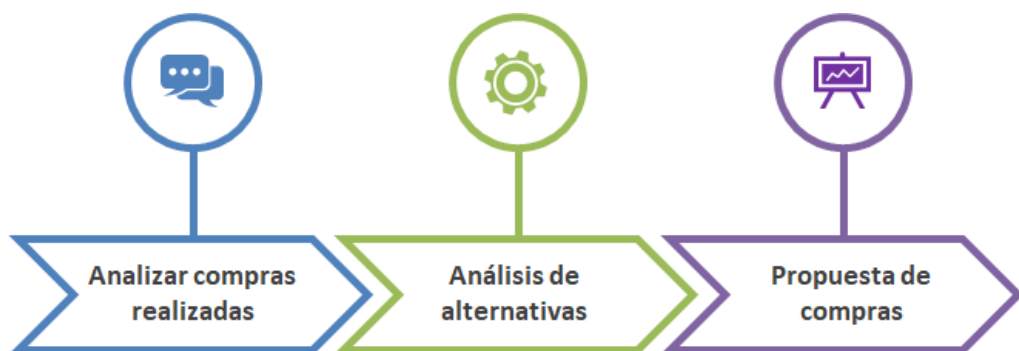 Analizar compras
realizadas
Análisis de
alternativas
Propuesta de
compras